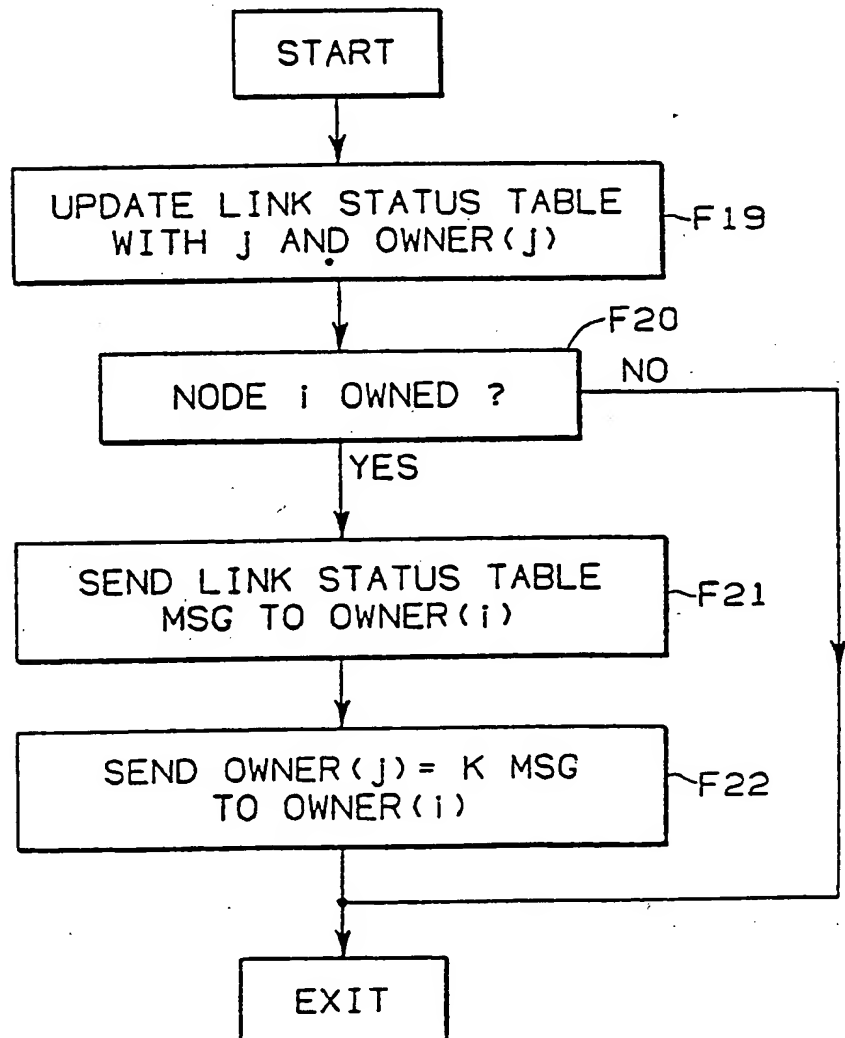 START
UPDATE LINK STATUS TABLE
WITH j AND OWNER(j)
F19
F20
NODE i OWNED ?
NO
YES
SEND LINK STATUS TABLE
MSG TO OWNER(i)
F21
SEND OWNER(j)= K MSG
TO OWNER(i)
F22
EXIT